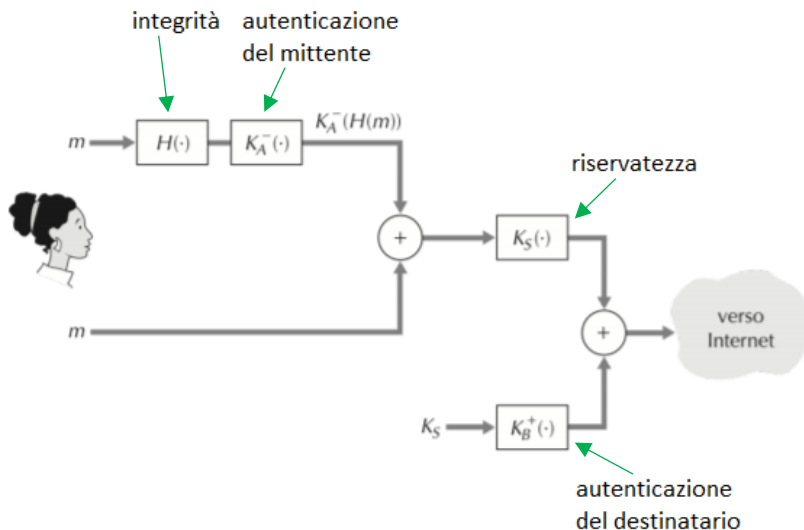 integrità
autenticazione
del mittente
m
H(·)
K_A^-(·)
K_A^-(H(m))
riservatezza
+
K_S(·)
m
+
verso
Internet
K_S
K_B^+(·)
autenticazione
del destinatario